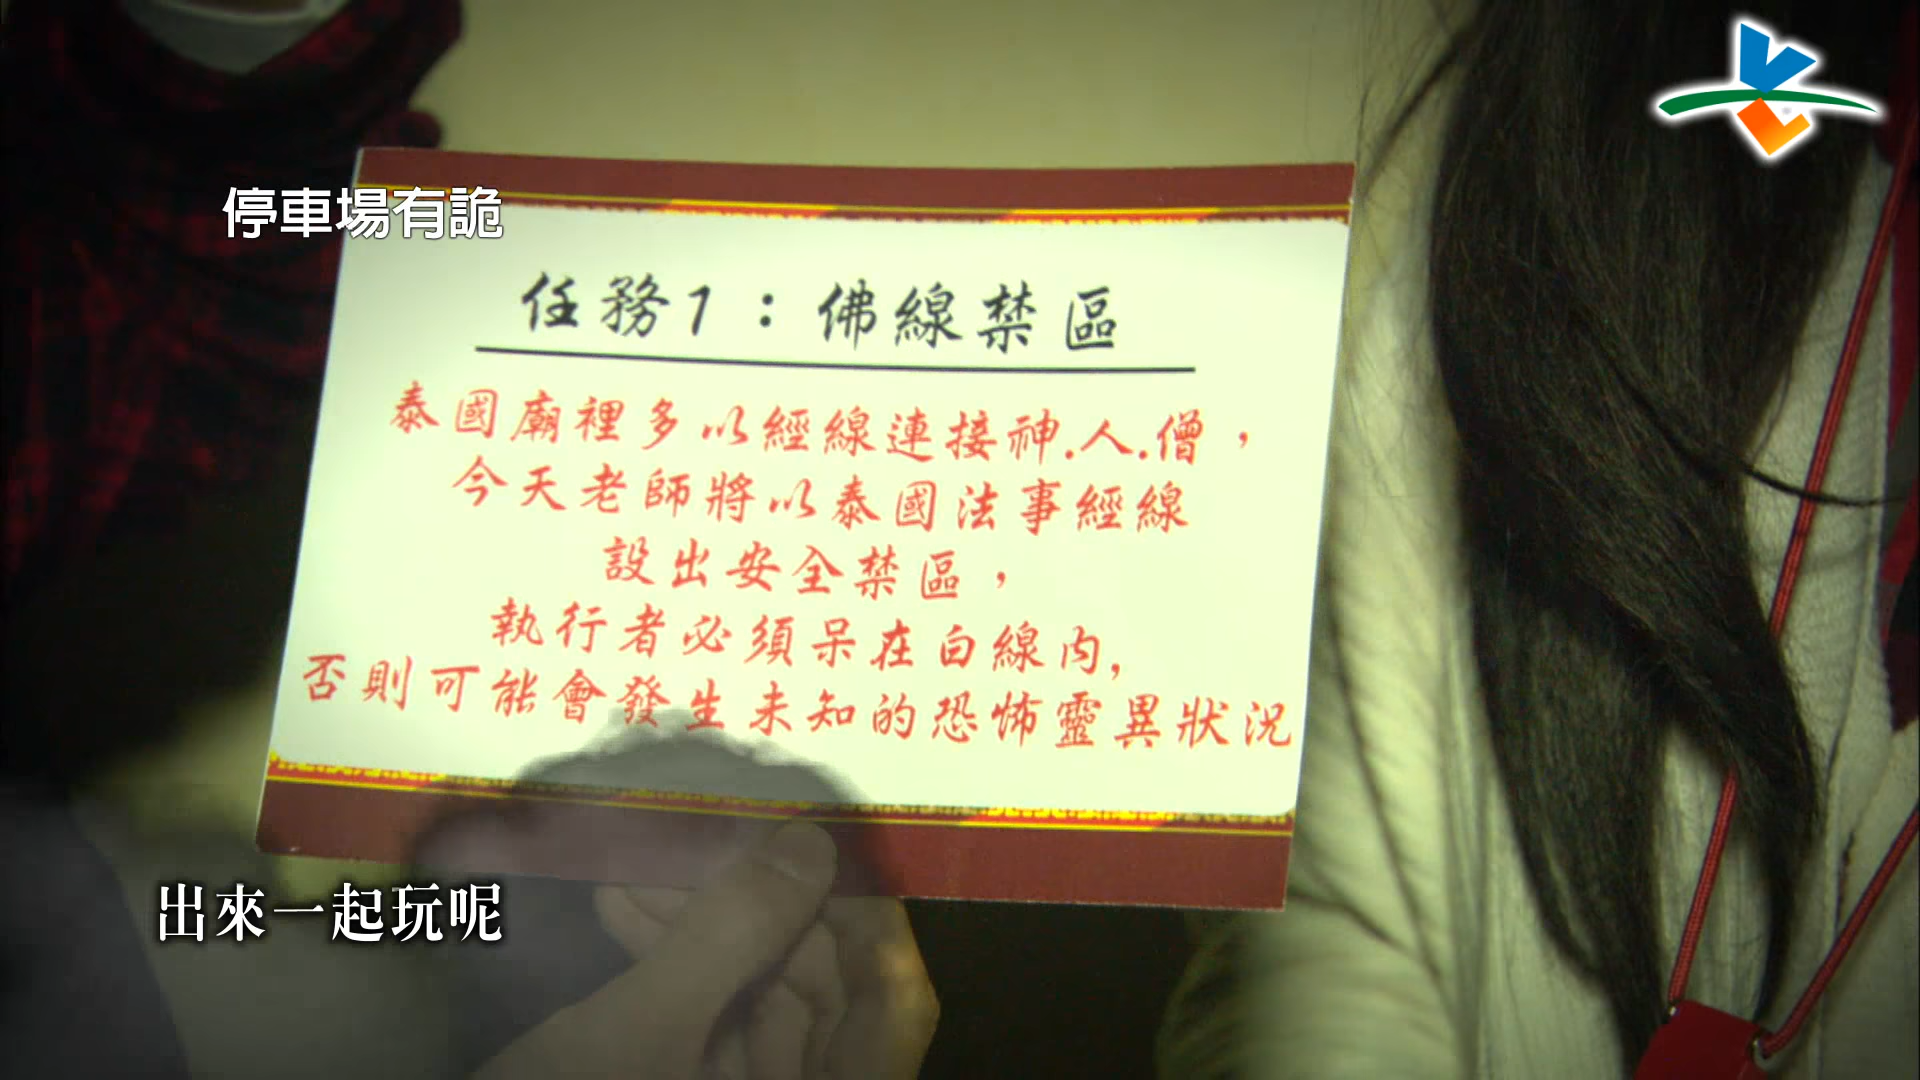 停車場有詭
任務1：佛線禁區
泰國廟裡多以經線連接神.人.僧，
今天老師將以泰國法事經線
設出安全禁區，
執行者必須呆在白線內,
否則可能會發生未知的恐怖靈異狀況
出來一起玩呢